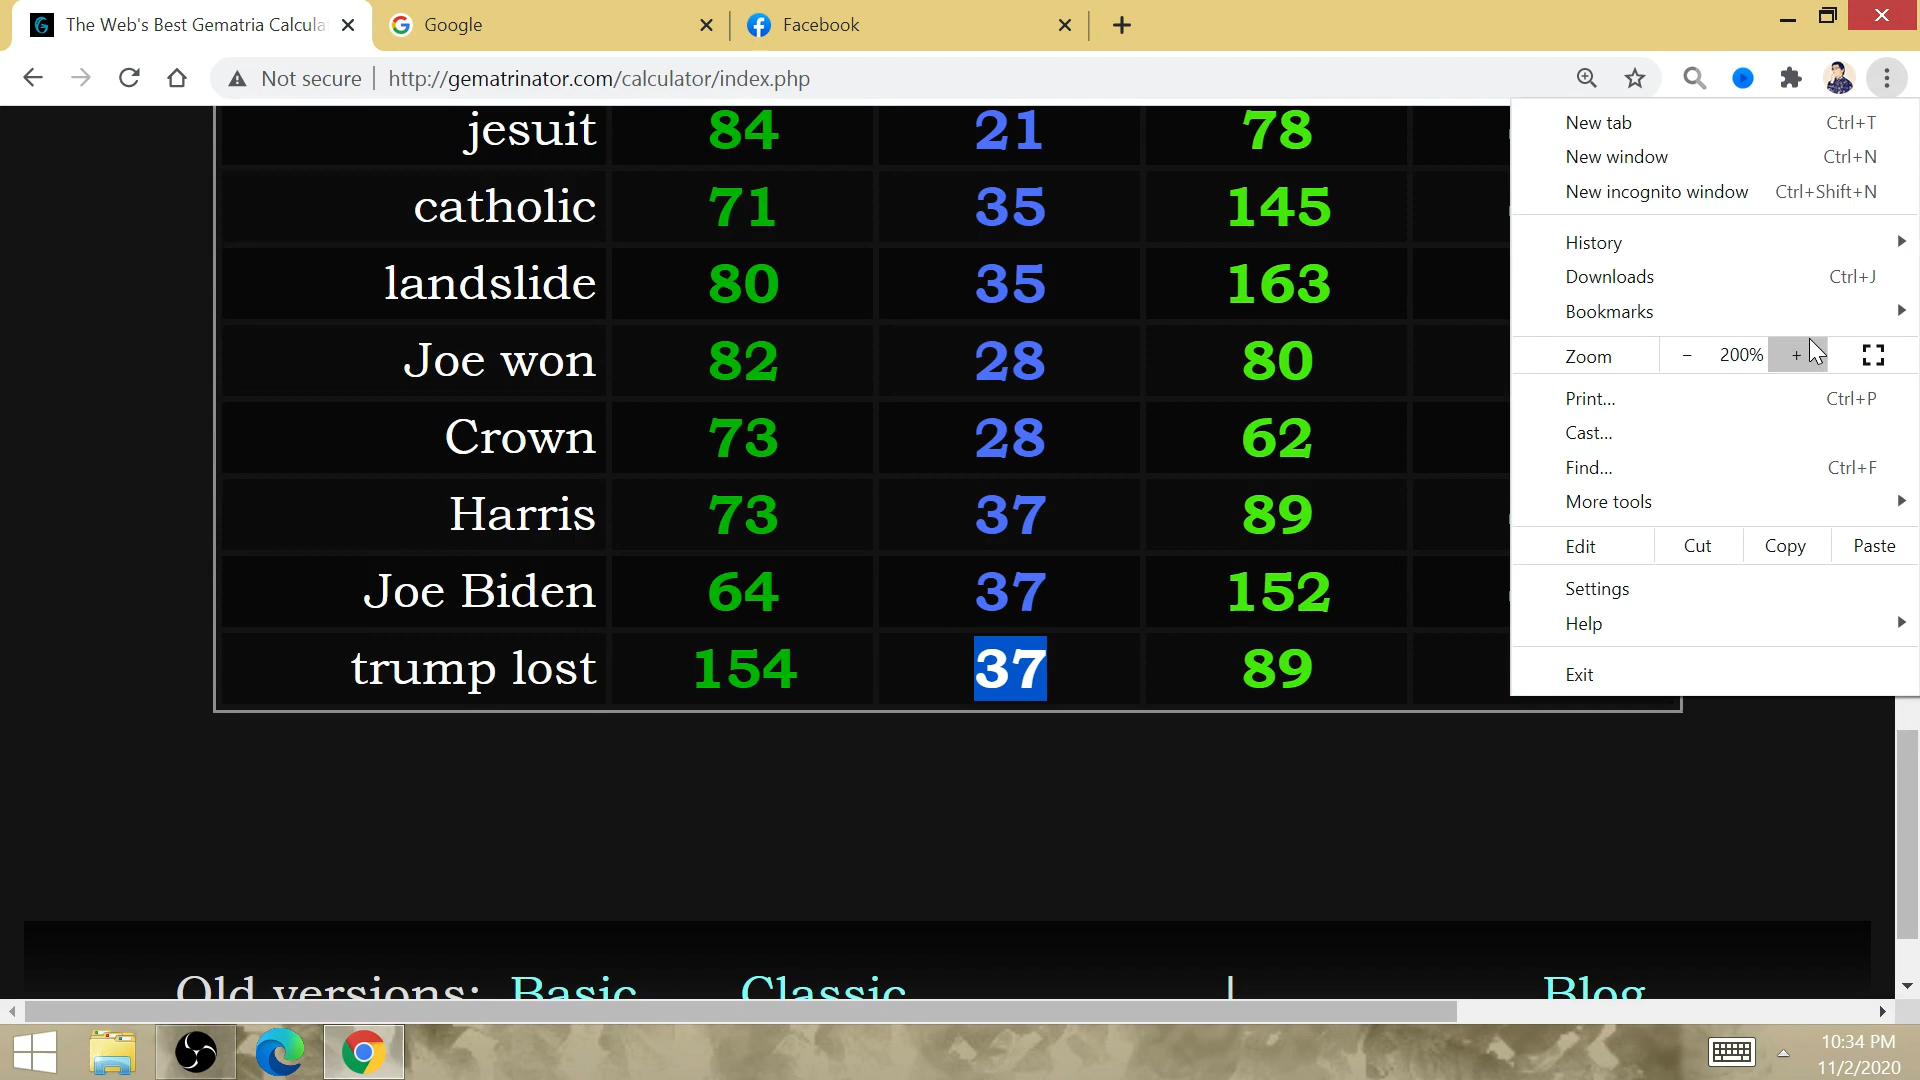 The Web's Best Gematria Calcula
Google
Facebook
Not secure
http://gematrinator.com/calculator/index.php
jesuit 84 21 78
catholic 71 35 145
landslide 80 35 163
Joe won 82 28 80
Crown 73 28 62
Harris 73 37 89
Joe Biden 64 37 152
trump lost 154 37 89
New tab Ctrl+T
New window Ctrl+N
New incognito window Ctrl+Shift+N
History
Downloads Ctrl+J
Bookmarks
Zoom - 200% +
Print... Ctrl+P
Cast...
Find... Ctrl+F
More tools
Edit Cut Copy Paste
Settings
Help
Exit
Old versions: Basic Classic | Blog
10:34 PM
11/2/2020